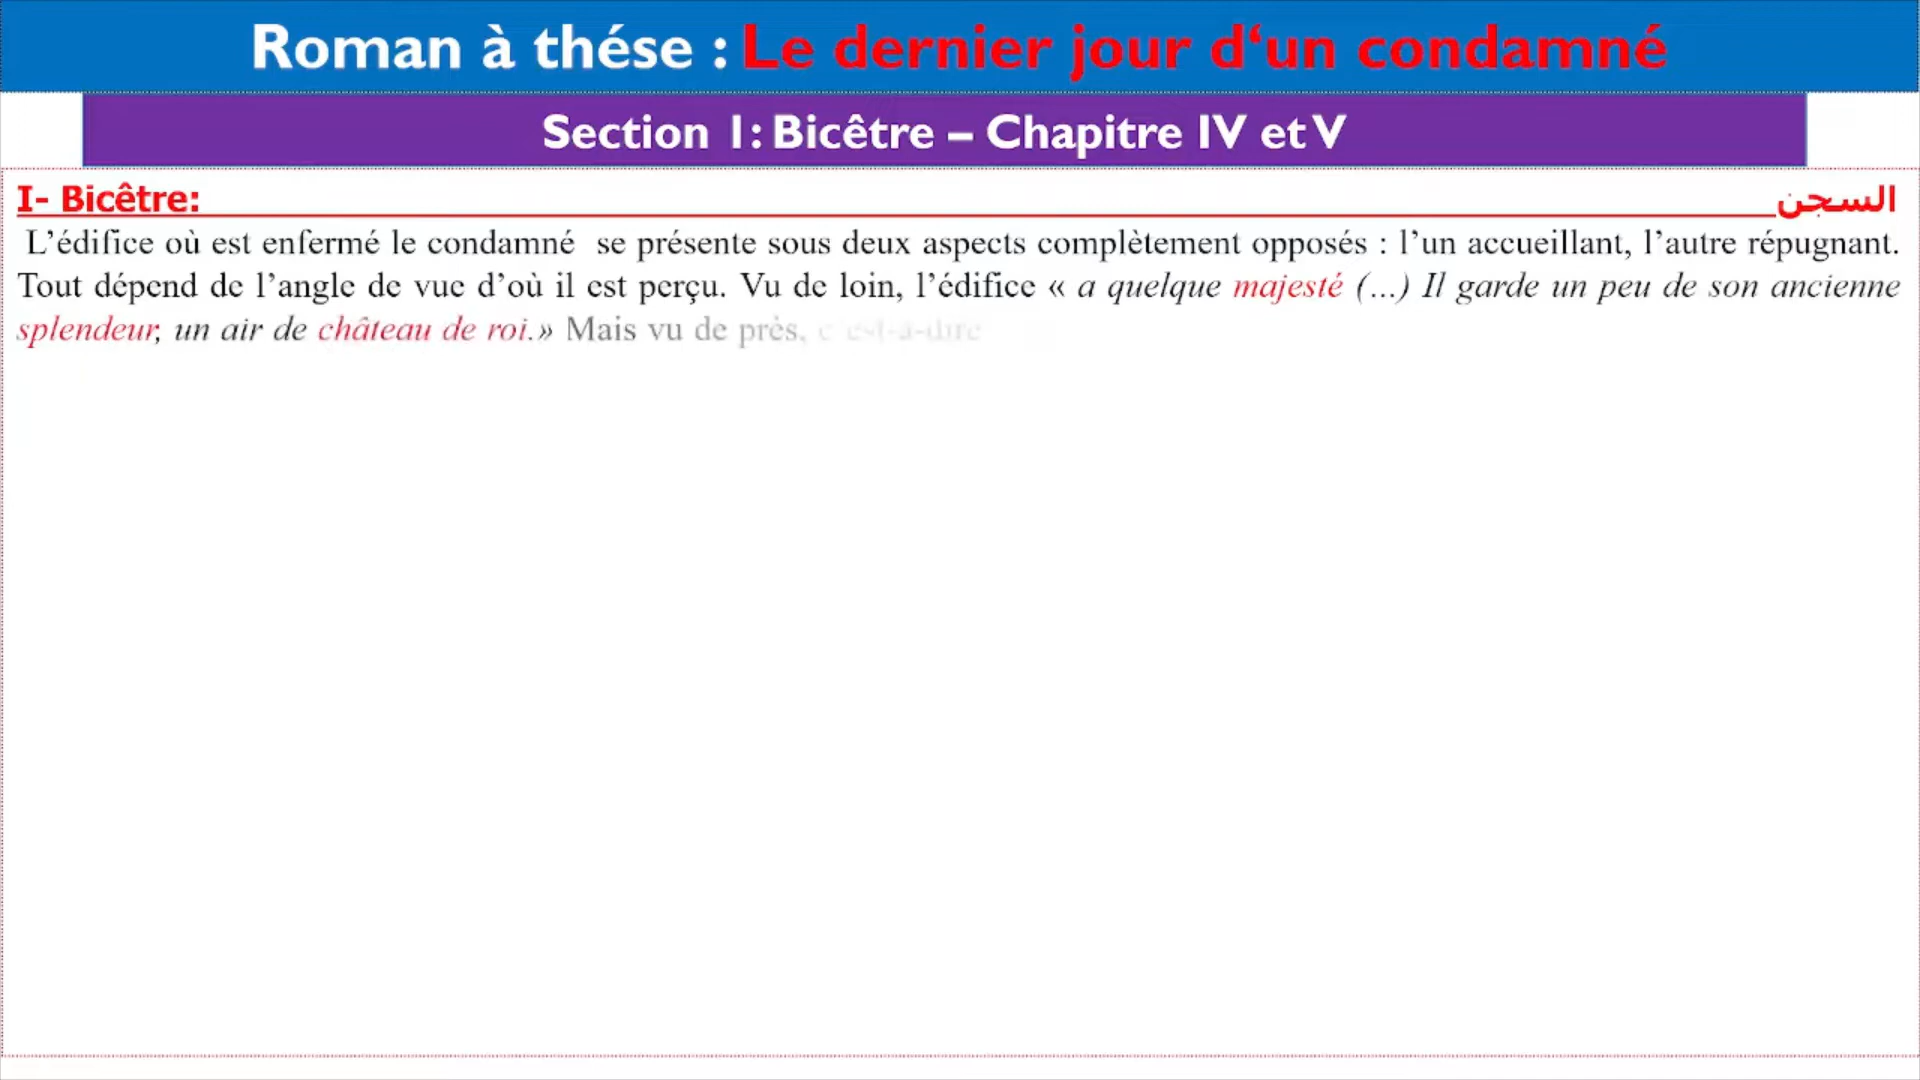 Roman à thése : Le dernier jour d‘un condamné
Section 1: Bicêtre – Chapitre IV et V
I- Bicêtre: السجن
L’édifice où est enfermé le condamné se présente sous deux aspects complètement opposés : l’un accueillant, l’autre répugnant.
Tout dépend de l’angle de vue d’où il est perçu. Vu de loin, l’édifice « a quelque majesté (…) Il garde un peu de son ancienne
splendeur, un air de château de roi.» Mais vu de près, c’est-à-dire